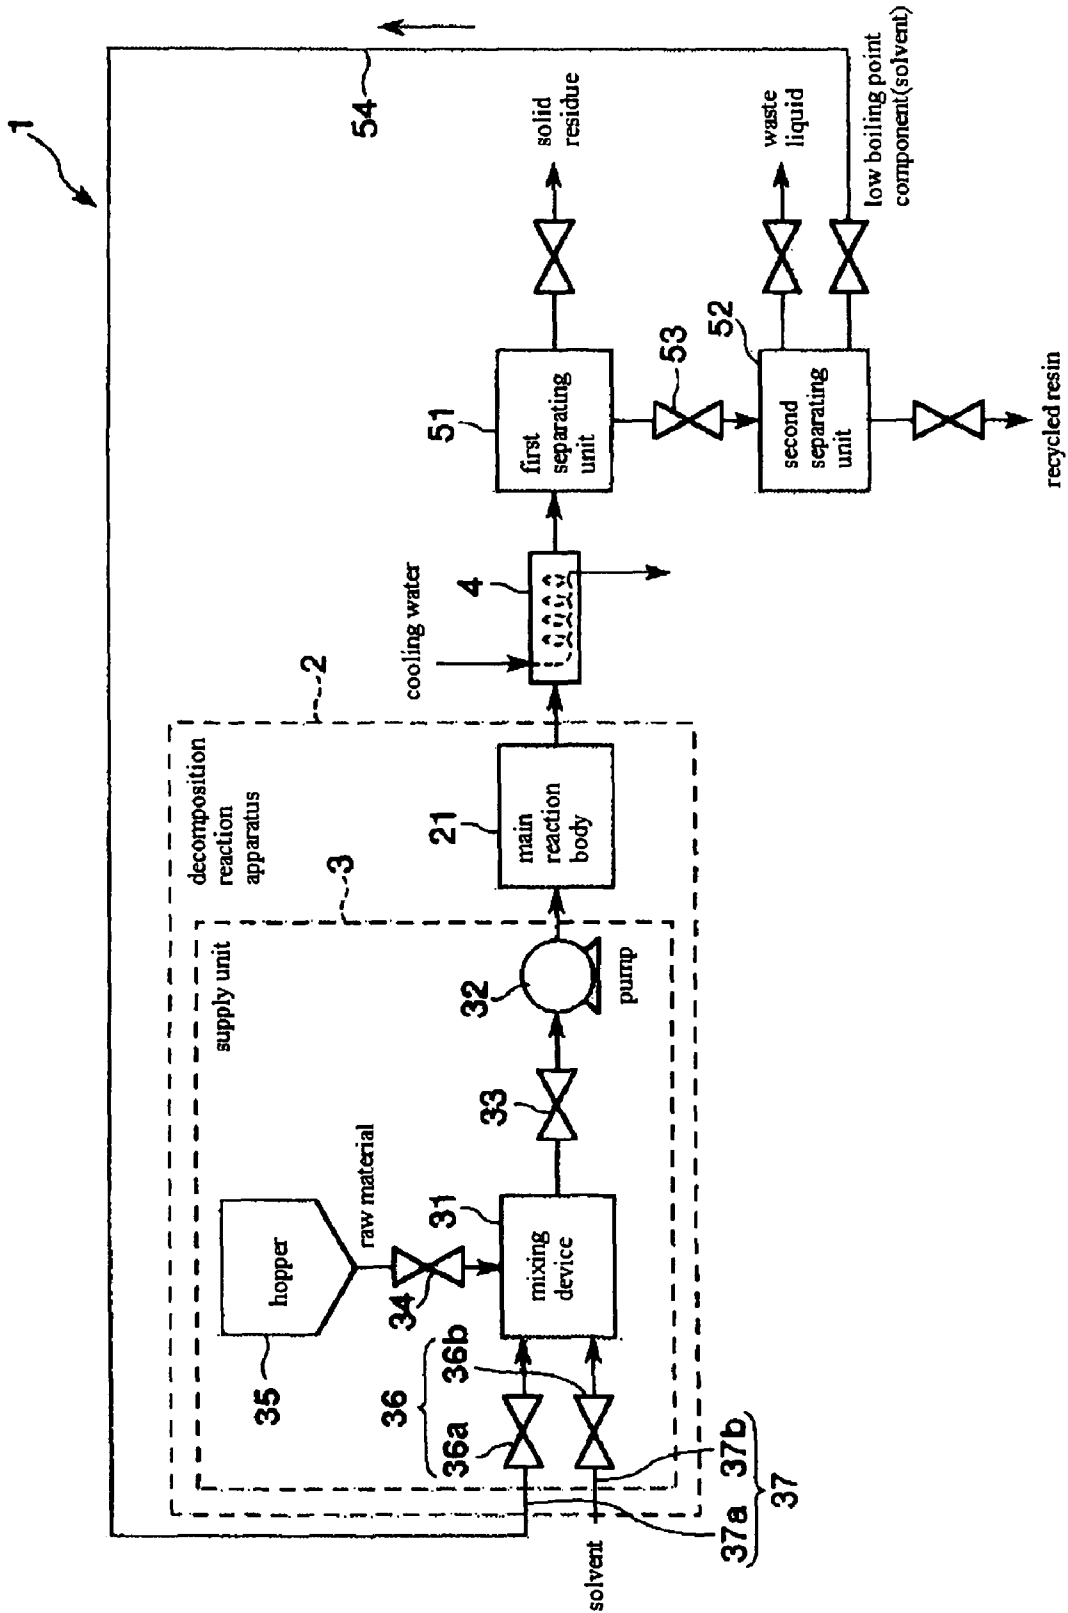 1
54
decomposition
reaction
apparatus
2
supply unit
3
hopper
35
raw material
34
36
36a
36b
mixing
device
31
33
32
pump
main
reaction
body
21
cooling water
4
first
separating
unit
51
solid
residue
53
second
separating
unit
52
waste
liquid
low boiling point
component(solvent)
recycled resin
solvent
37a
37b
37